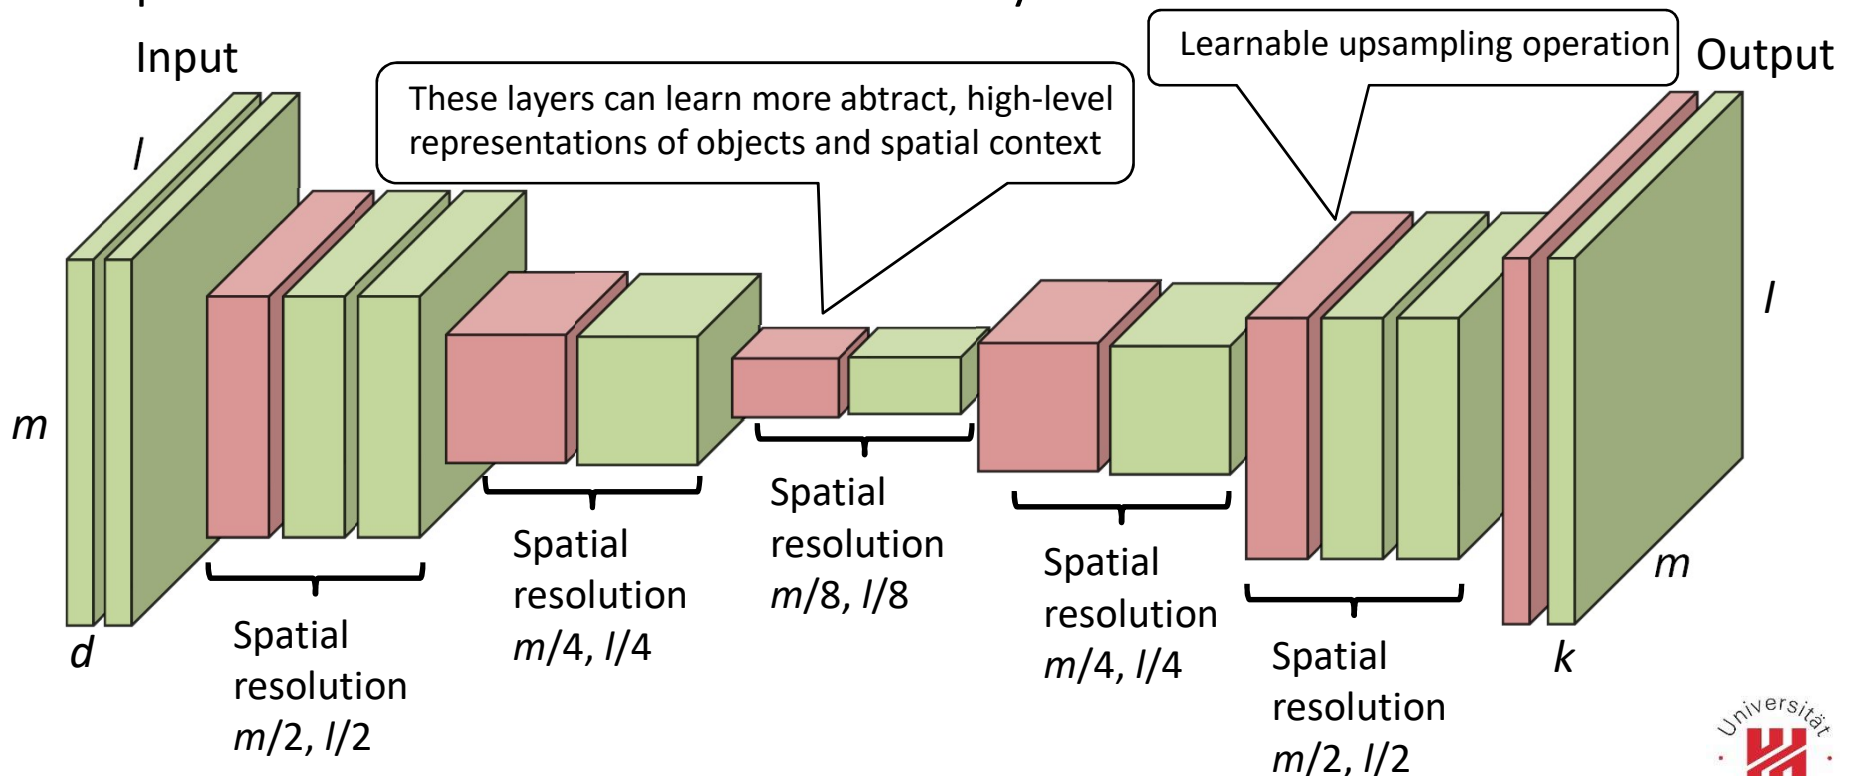 Input
Learnable upsampling operation
Output
These layers can learn more abtract, high-level
representations of objects and spatial context
l
l
m
m
d
k
Spatial
resolution
m/2, l/2
Spatial
resolution
m/4, l/4
Spatial
resolution
m/8, l/8
Spatial
resolution
m/4, l/4
Spatial
resolution
m/2, l/2
Universität